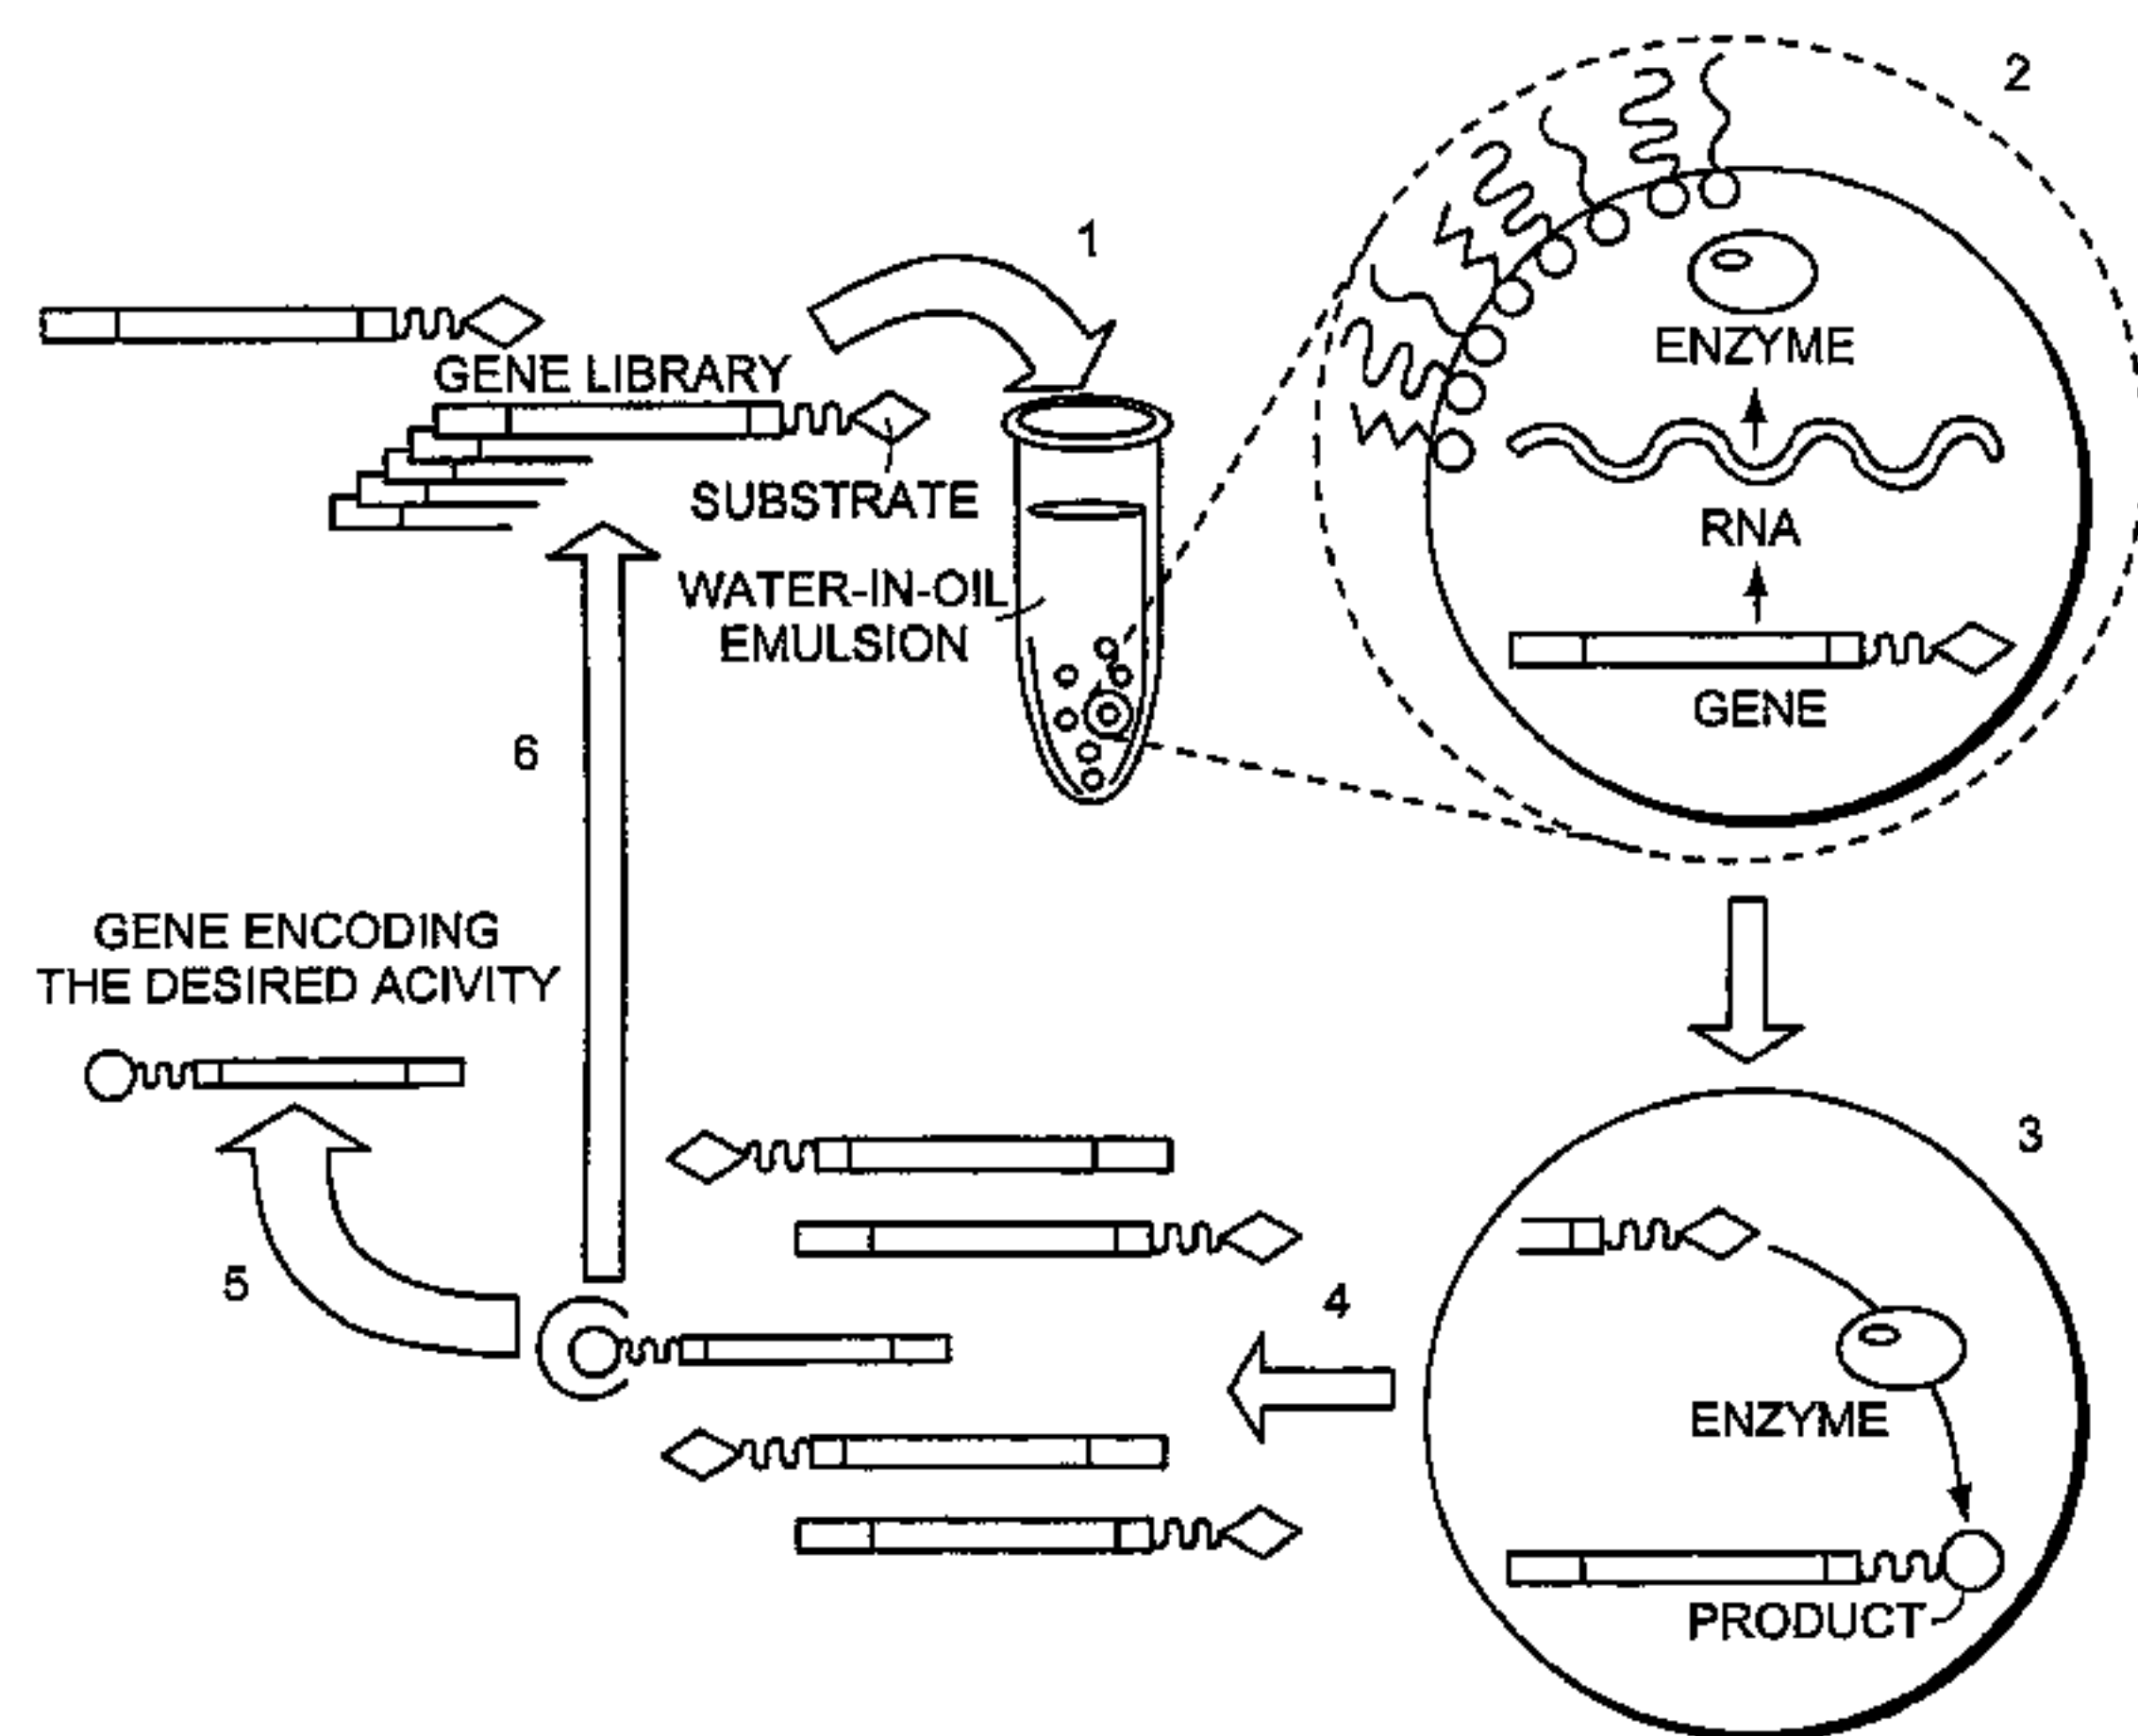 1
2
GENE LIBRARY
SUBSTRATE
WATER-IN-OIL
EMULSION
ENZYME
RNA
GENE
6
GENE ENCODING
THE DESIRED ACIVITY
5
4
3
ENZYME
PRODUCT